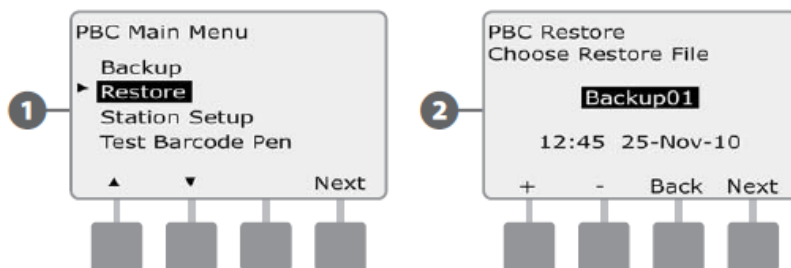 1
PBC Main Menu
Backup
► Restore
Station Setup
Test Barcode Pen
▲ ▼ Next
2
PBC Restore
Choose Restore File
Backup01
12:45 25-Nov-10
+ - Back Next